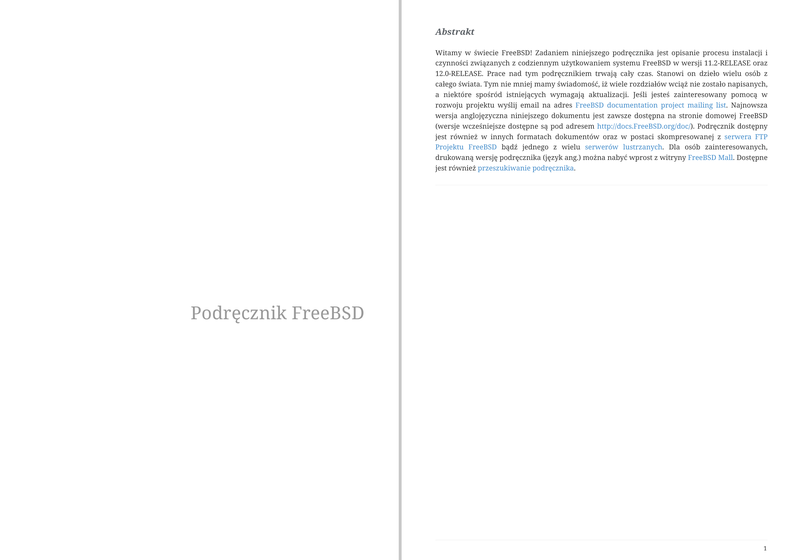 Podręcznik FreeBSD
Abstrakt
Witamy w świecie FreeBSD! Zadaniem niniejszego podręcznika jest opisanie procesu instalacji i
czynności związanych z codziennym użytkowaniem systemu FreeBSD w wersji 11.2-RELEASE oraz
12.0-RELEASE. Prace nad tym podręcznikiem trwają cały czas. Stanowi on dzieło wielu osób z
całego świata. Tym nie mniej mamy świadomość, iż wiele rozdziałów wciąż nie zostało napisanych,
a niektóre spośród istniejących wymagają aktualizacji. Jeśli jesteś zainteresowany pomocą w
rozwoju projektu wyślij email na adres FreeBSD documentation project mailing list. Najnowsza
wersja anglojęzyczna niniejszego dokumentu jest zawsze dostępna na stronie domowej FreeBSD
(wersje wcześniejsze dostępne są pod adresem http://docs.FreeBSD.org/doc/). Podręcznik dostępny
jest również w innych formatach dokumentów oraz w postaci skompresowanej z serwera FTP
Projektu FreeBSD bądź jednego z wielu serwerów lustrzanych. Dla osób zainteresowanych,
drukowaną wersję podręcznika (język ang.) można nabyć wprost z witryny FreeBSD Mall. Dostępne
jest również przeszukiwanie podręcznika.
1